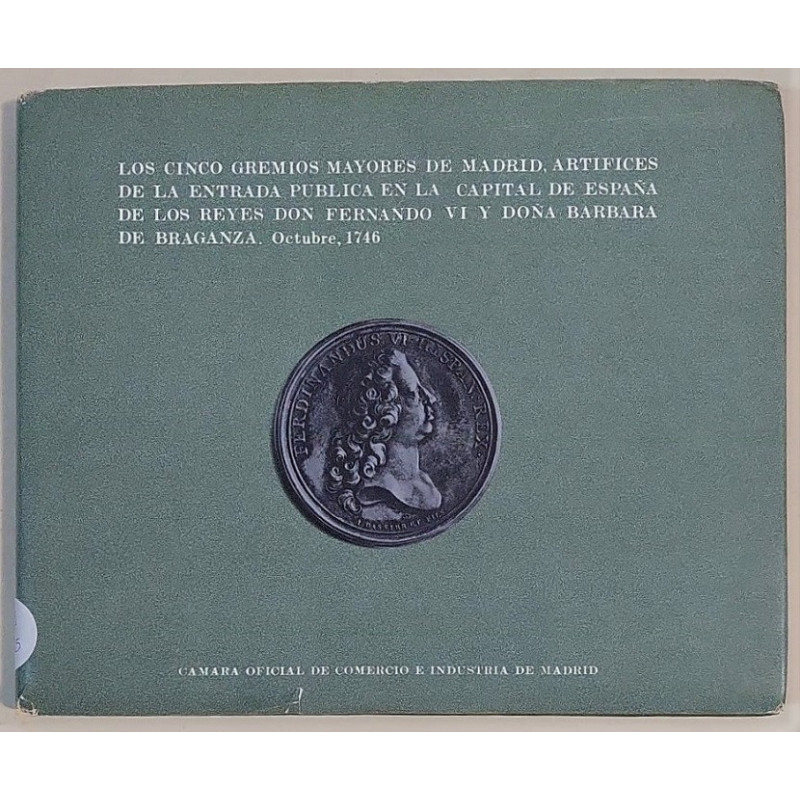 LOS CINCO GREMIOS MAYORES DE MADRID, ARTIFICES
DE LA ENTRADA PUBLICA EN LA CAPITAL DE ESPAÑA
DE LOS REYES DON FERNANDO VI Y DOÑA BARBARA
DE BRAGANZA. Octubre, 1746
FERDINANDUS VI HISPAN. REX
CAMARA OFICIAL DE COMERCIO E INDUSTRIA DE MADRID